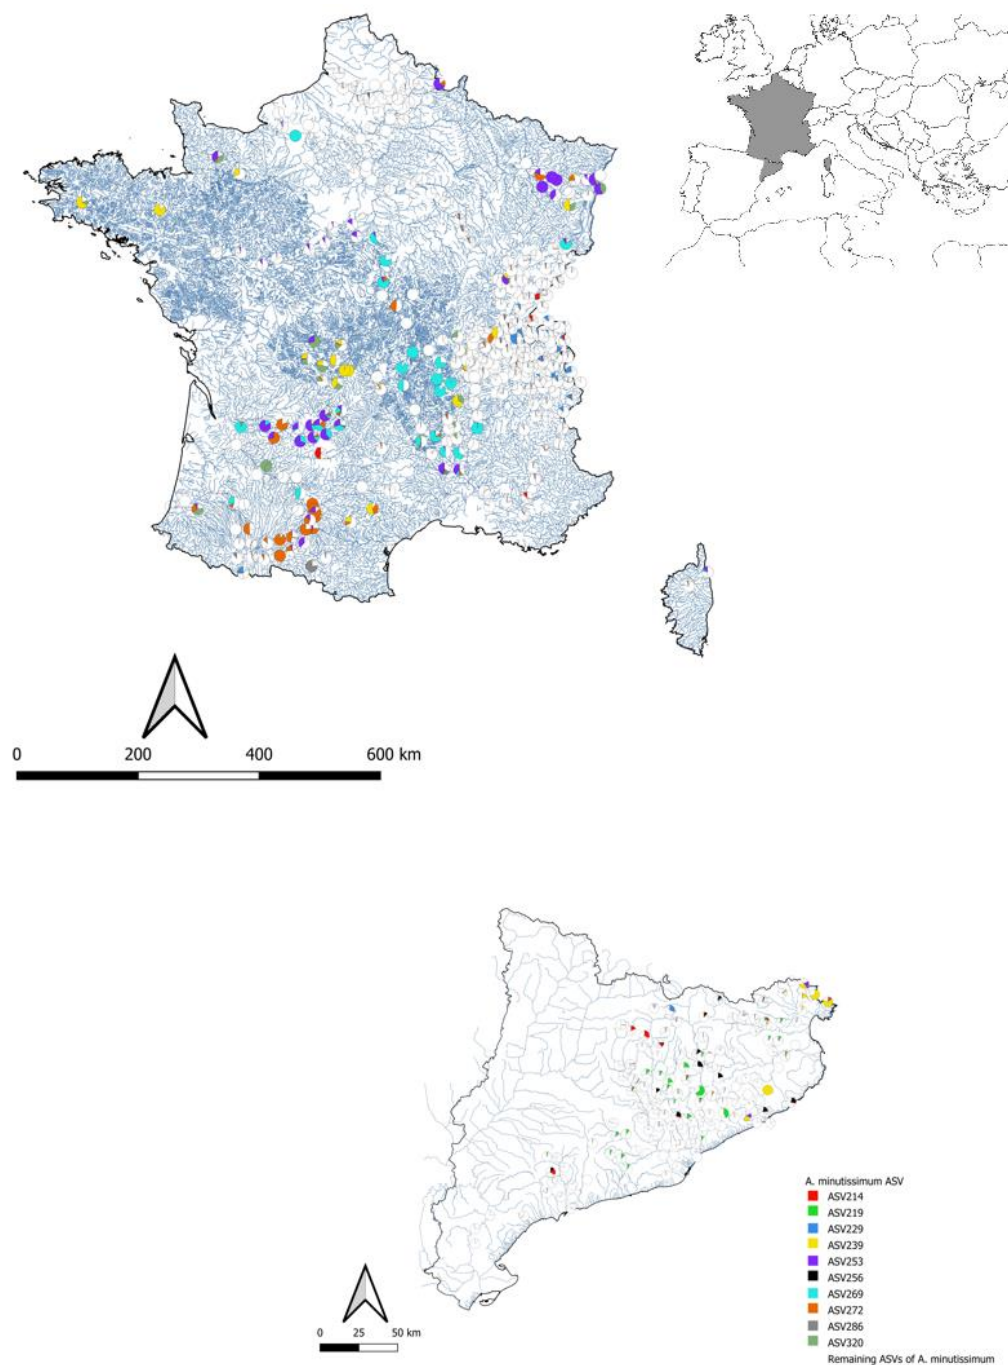 0 200 400 600 km
A. minutissimum ASV
ASV214
ASV219
ASV229
ASV239
ASV253
ASV256
ASV269
ASV272
ASV286
ASV320
Remaining ASVs of A. minutissimum
0 25 50 km